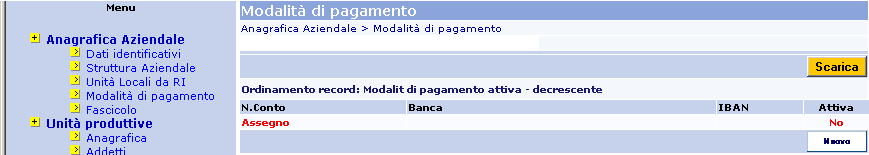 Menu
Anagrafica Aziendale
Dati identificativi
Struttura Aziendale
Unità Locali da RI
Modalità di pagamento
Fascicolo
Unità produttive
Anagrafica
Addetti
Modalità di pagamento
Anagrafica Aziendale > Modalità di pagamento
Scarica
Ordinamento record: Modalit di pagamento attiva - decrescente
N.Conto Banca IBAN Attiva
Assegno No
Nuovo